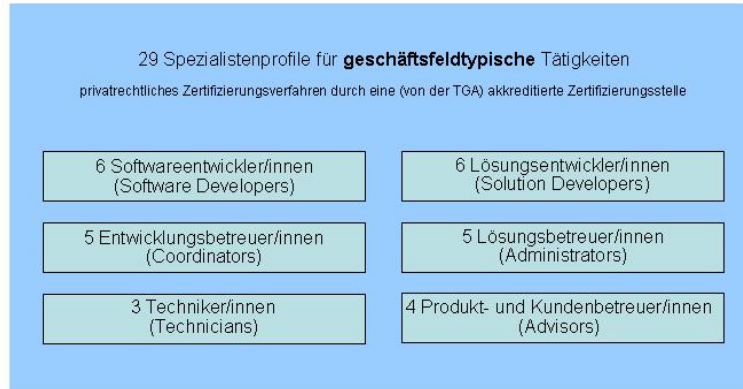 29 Spezialistenprofile für geschäftsfeldtypische Tätigkeiten
privatrechtliches Zertifizierungsverfahren durch eine (von der TGA) akkreditierte Zertifizierungsstelle
6 Softwareentwickler/innen
(Software Developers)
6 Lösungsentwickler/innen
(Solution Developers)
5 Entwicklungsbetreuer/innen
(Coordinators)
5 Lösungsbetreuer/innen
(Administrators)
3 Techniker/innen
(Technicians)
4 Produkt- und Kundenbetreuer/innen
(Advisors)